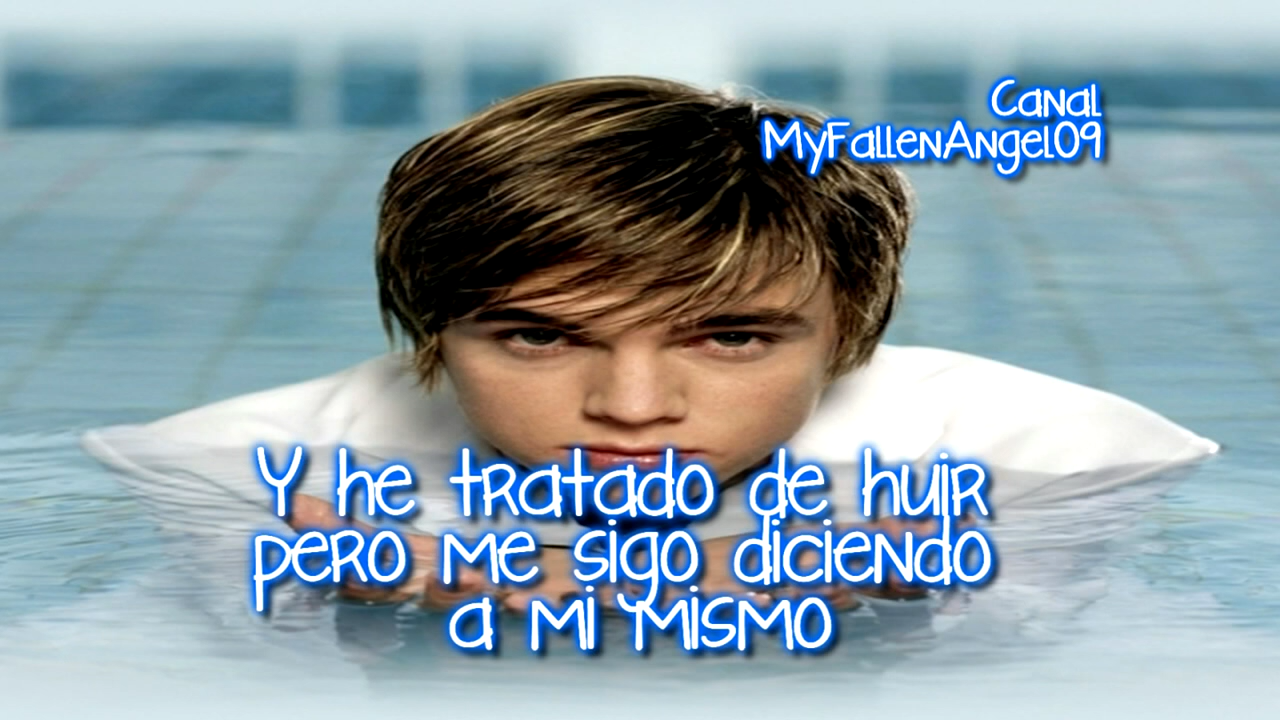 Canal
MyFallenAngel09
Y he tratado de huir
pero me sigo diciendo
a mi mismo